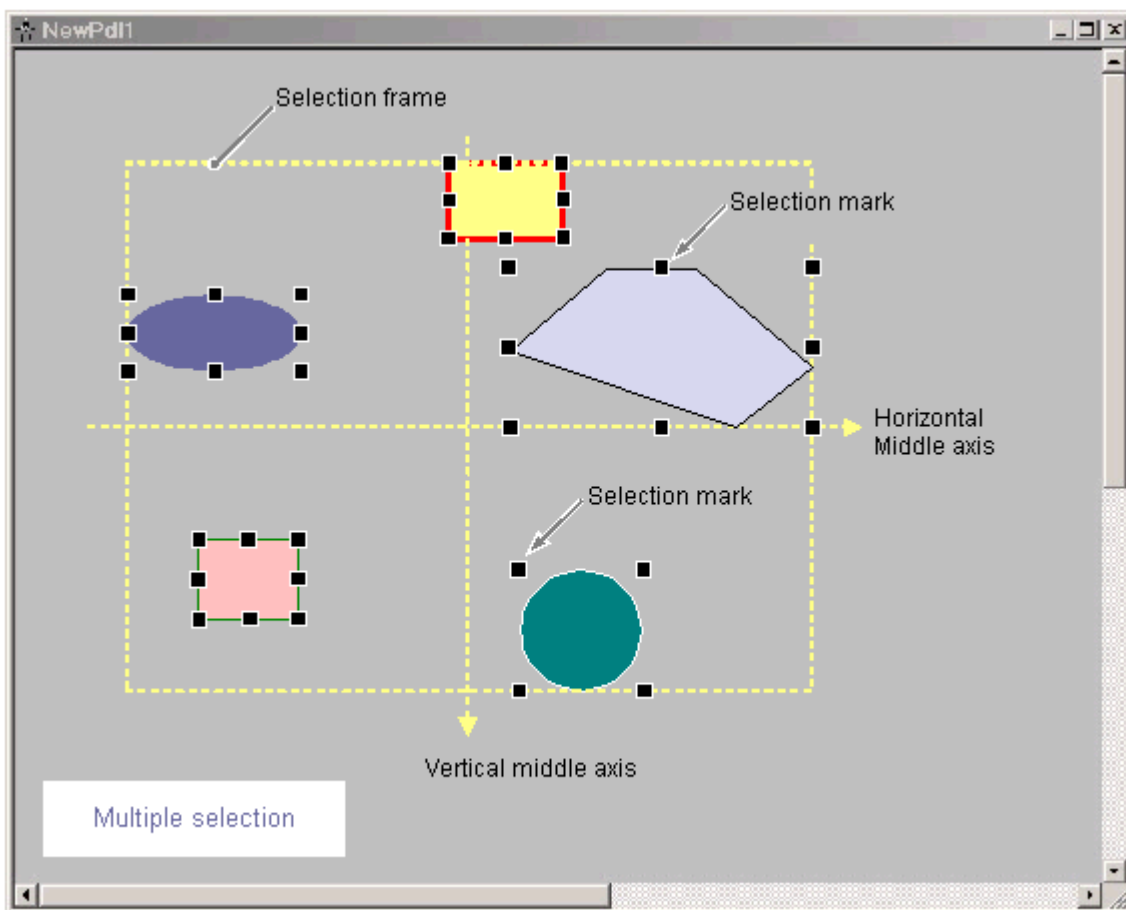 NewPdl1
Selection frame
Selection mark
Horizontal
Middle axis
Selection mark
Vertical middle axis
Multiple selection